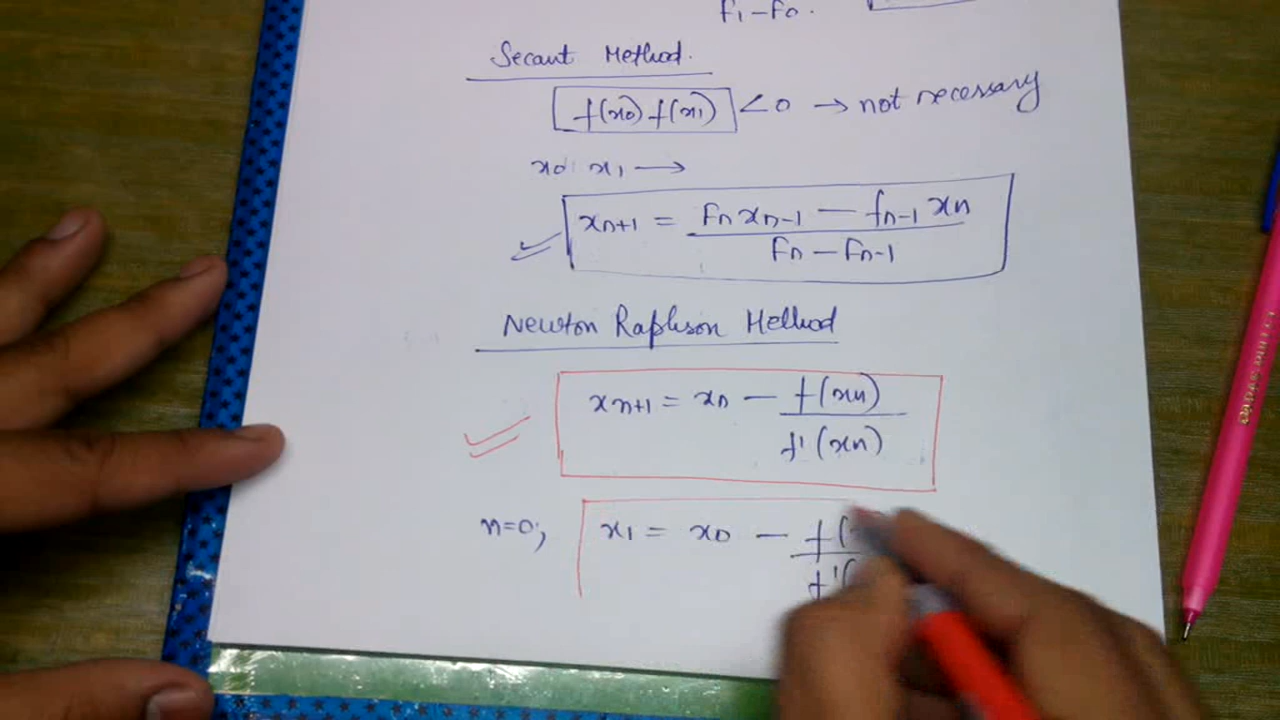 F1-F0.
Secant Method.
f(x0) f(x1) <0 → not necessary
x0 x1 →
xn+1 = Fn xn-1 - fn-1 xn
Fn - Fn-1
Newton Raphson Method
xn+1 = xn - f(xn)
f'(xn)
n=0; x1 = x0 - f(
f'(